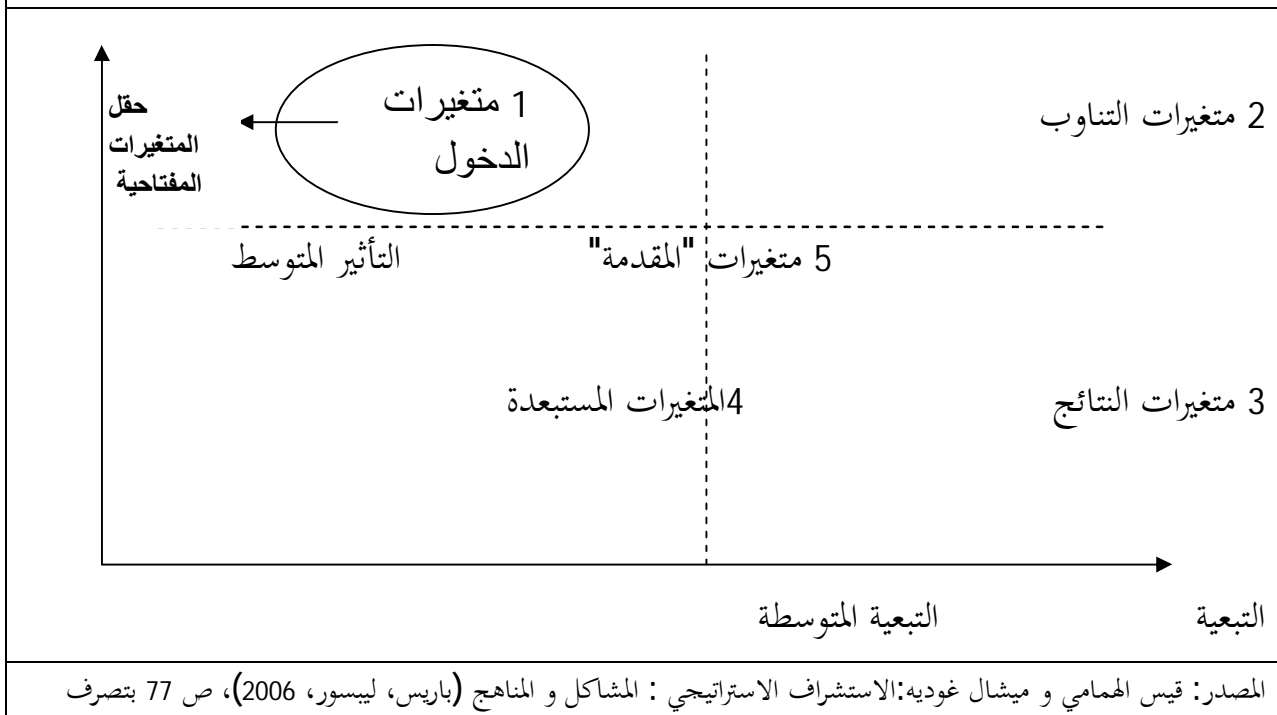 1 متغيرات
الدخول
حقل
المتغيرات
المفتاحية
2 متغيرات التناوب
5 متغيرات "المقدمة"
التأثير المتوسط
4المتغيرات المستبعدة
3 متغيرات النتائج
التبعية
التبعية المتوسطة
المصدر: قيس الهمامي و ميشال غوديه:الاستشراف الاستراتيجي : المشاكل و المناهج (باريس، ليبسور، 2006)، ص 77 بتصرف